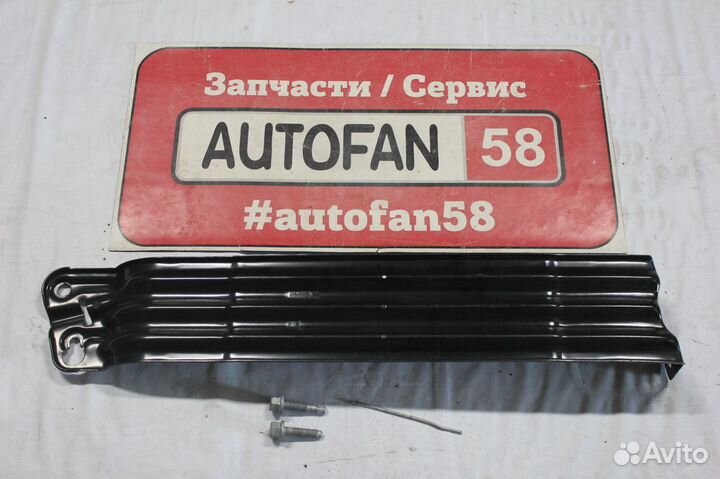 Запчасти / Сервис
AUTOFAN 58
#autofan58
Avito